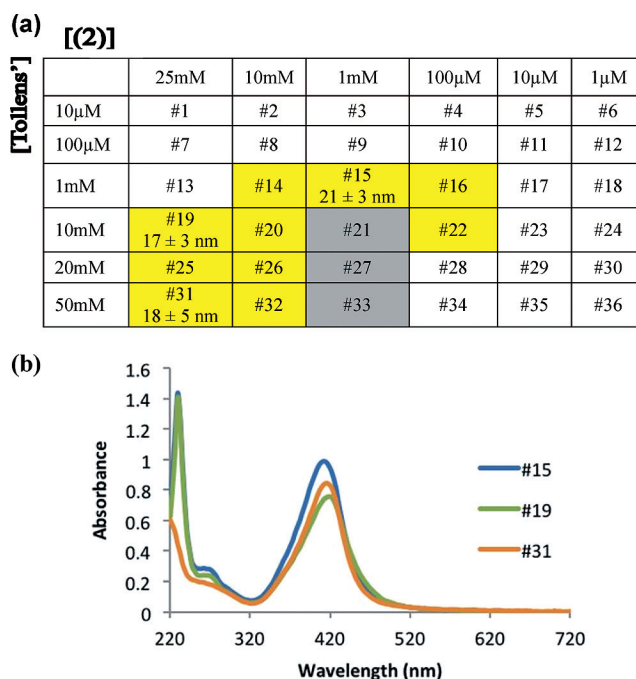 (a)
[(2)]
[Tollens']
25mM 10mM 1mM 100µM 10µM 1µM
10µM #1 #2 #3 #4 #5 #6
100µM #7 #8 #9 #10 #11 #12
1mM #13 #14 #15 #16 #17 #18
21 ± 3 nm
10mM #19 #20 #21 #22 #23 #24
17 ± 3 nm
20mM #25 #26 #27 #28 #29 #30
50mM #31 #32 #33 #34 #35 #36
18 ± 5 nm
(b)
1.6
1.4
1.2
1
0.8
0.6
0.4
0.2
0
Absorbance
#15
#19
#31
220 320 420 520 620 720
Wavelength (nm)